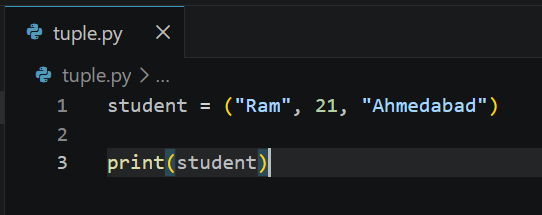 tuple.py
tuple.py > ...
1 student = ("Ram", 21, "Ahmedabad")
2
3 print(student)